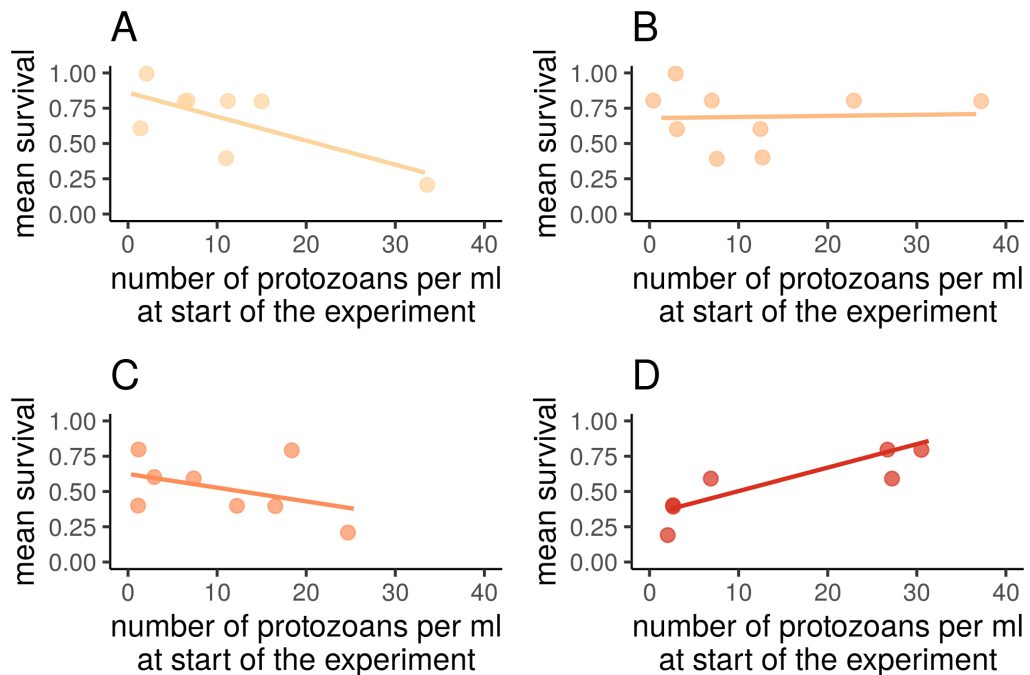 A
mean survival
1.00
0.75
0.50
0.25
0.00
0 10 20 30 40
number of protozoans per ml
at start of the experiment
B
mean survival
1.00
0.75
0.50
0.25
0.00
0 10 20 30 40
number of protozoans per ml
at start of the experiment
C
mean survival
1.00
0.75
0.50
0.25
0.00
0 10 20 30 40
number of protozoans per ml
at start of the experiment
D
mean survival
1.00
0.75
0.50
0.25
0.00
0 10 20 30 40
number of protozoans per ml
at start of the experiment